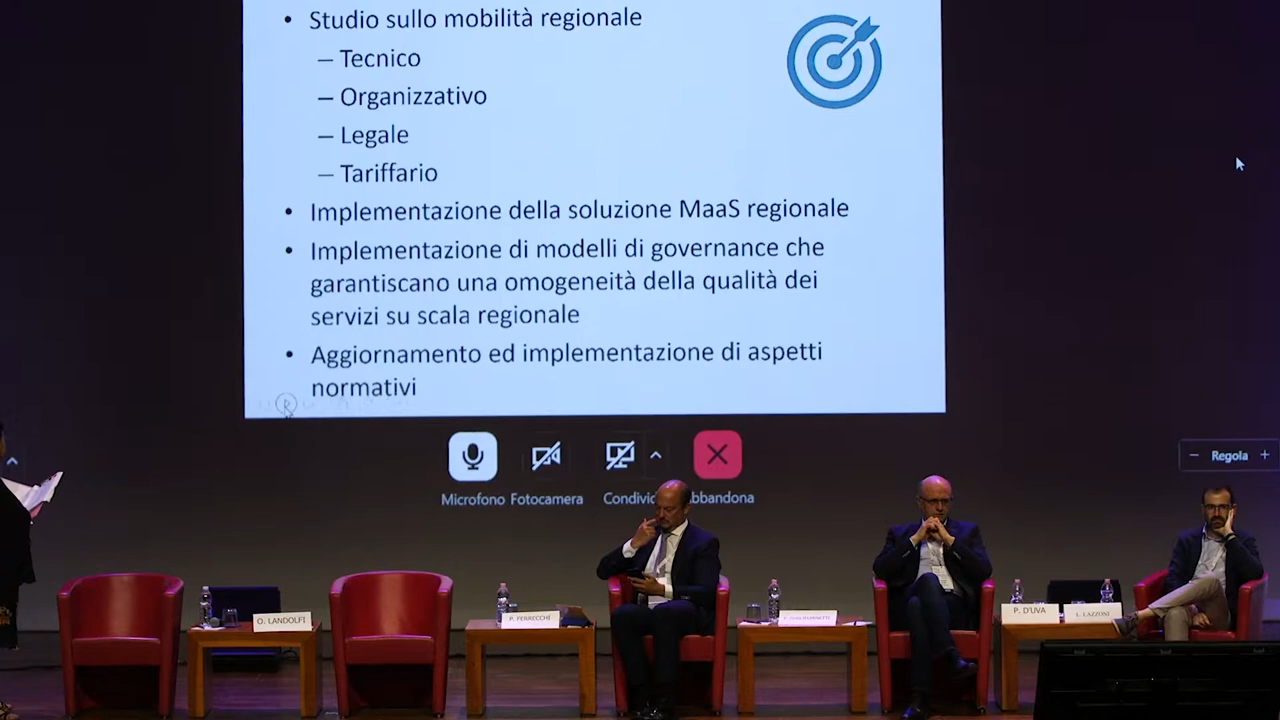 • Studio sullo mobilità regionale
– Tecnico
– Organizzativo
– Legale
– Tariffario
• Implementazione della soluzione MaaS regionale
• Implementazione di modelli di governance che
garantiscano una omogeneità della qualità dei
servizi su scala regionale
• Aggiornamento ed implementazione di aspetti
normativi
Microfono Fotocamera Condivid bbandona
− Regola +
O. LANDOLFI
P. FERRECCHI
P. D'UVA
L. LAZZONI